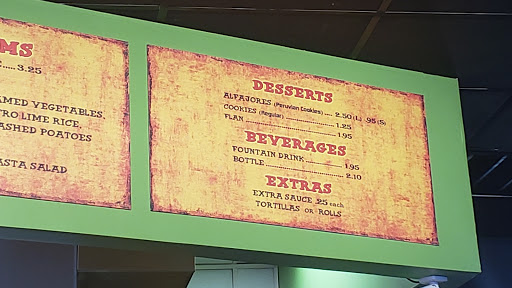 MS
.....3.25
AMED VEGETABLES,
TRO LIME RICE,
ASHED POATOES
ASTA SALAD
DESSERTS
ALFAJORES (Peruvian Cookies) .... 2.50 (L) .95 (S)
COOKIES (Regular) .................... 1.25
FLAN .................................... 1.95
BEVERAGES
FOUNTAIN DRINK ............ 1.95
BOTTLE ............................ 2.10
EXTRAS
EXTRA SAUCE .25 each
TORTILLAS or ROLLS